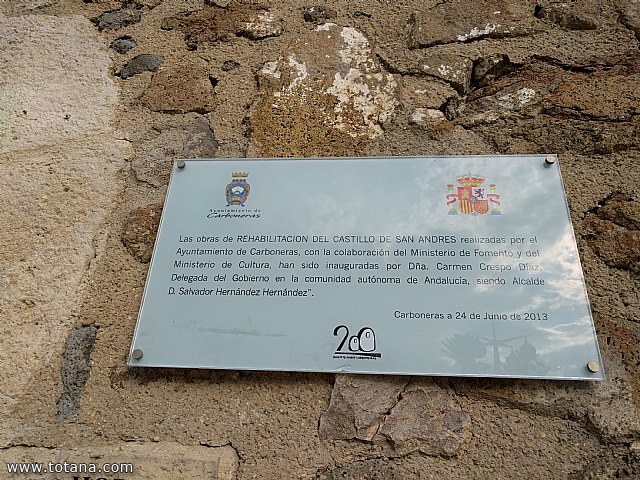 Ayuntamiento de
Carboneras
Las obras de REHABILITACION DEL CASTILLO DE SAN ANDRES realizadas por el
Ayuntamiento de Carboneras, con la colaboración del Ministerio de Fomento y del
Ministerio de Cultura, han sido inauguradas por Dña. Carmen Crespo Díaz,
Delegada del Gobierno en la comunidad autónoma de Andalucía, siendo Alcalde
D. Salvador Hernández Hernández".
Carboneras a 24 de Junio de 2013
200
www.totana.com